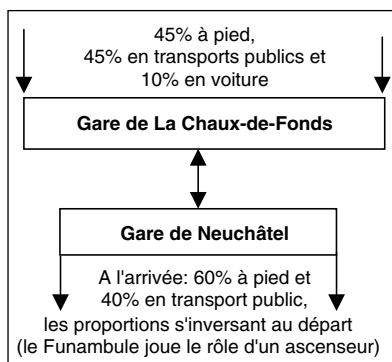 45% à pied,
45% en transports publics et
10% en voiture
Gare de La Chaux-de-Fonds
Gare de Neuchâtel
A l'arrivée: 60% à pied et
40% en transport public,
les proportions s'inversant au départ
(le Funambule joue le rôle d'un ascenseur)